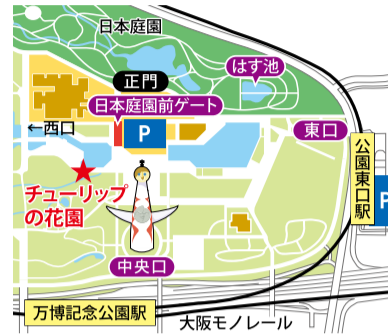 日本庭園
はす池
正門
日本庭園前ゲート
P
←西口
東口
公園東口駅
P
チューリップ
の花園
中央口
万博記念公園駅
大阪モノレール